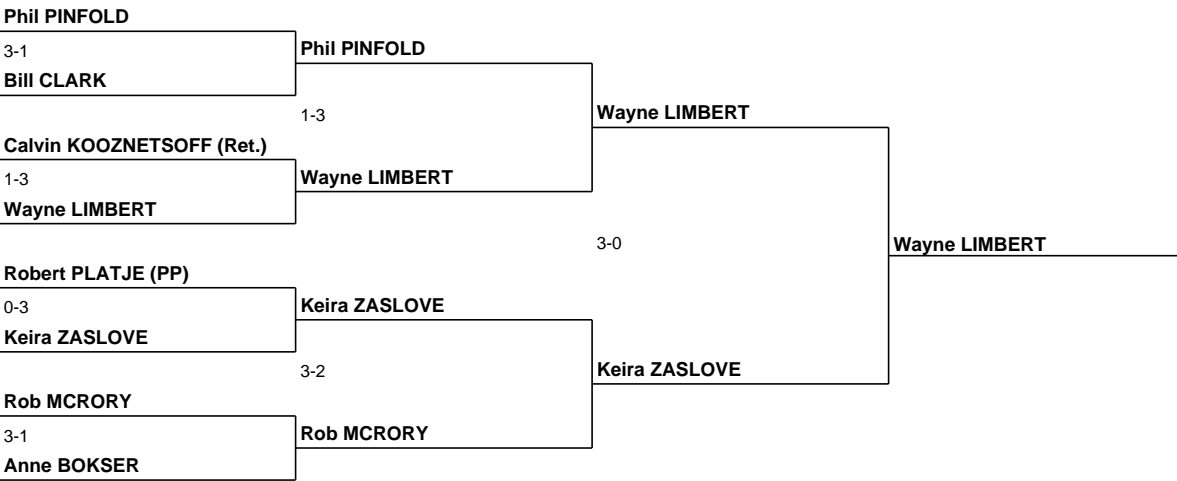 Phil PINFOLD
3-1
Bill CLARK
Calvin KOOZNETSOFF (Ret.)
1-3
Wayne LIMBERT
Robert PLATJE (PP)
0-3
Keira ZASLOVE
Rob MCRORY
3-1
Anne BOKSER
Phil PINFOLD
1-3
Wayne LIMBERT
Keira ZASLOVE
3-2
Rob MCRORY
Wayne LIMBERT
3-0
Keira ZASLOVE
Wayne LIMBERT